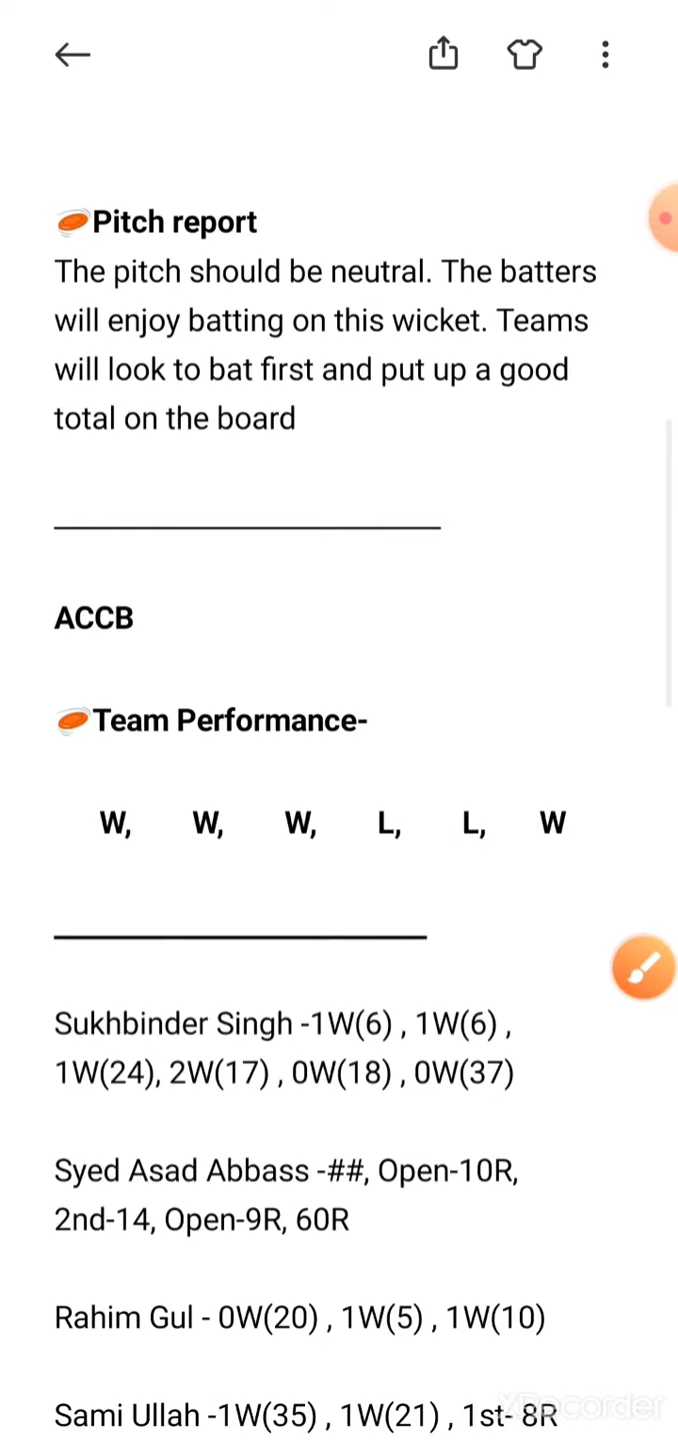 Pitch report
The pitch should be neutral. The batters
will enjoy batting on this wicket. Teams
will look to bat first and put up a good
total on the board
ACCB
Team Performance-
W, W, W, L, L, W
Sukhbinder Singh -1W(6) , 1W(6) ,
1W(24), 2W(17) , 0W(18) , 0W(37)
Syed Asad Abbass -##, Open-10R,
2nd-14, Open-9R, 60R
Rahim Gul - 0W(20) , 1W(5) , 1W(10)
Sami Ullah -1W(35) , 1W(21) , 1st- 8R
XRecorder